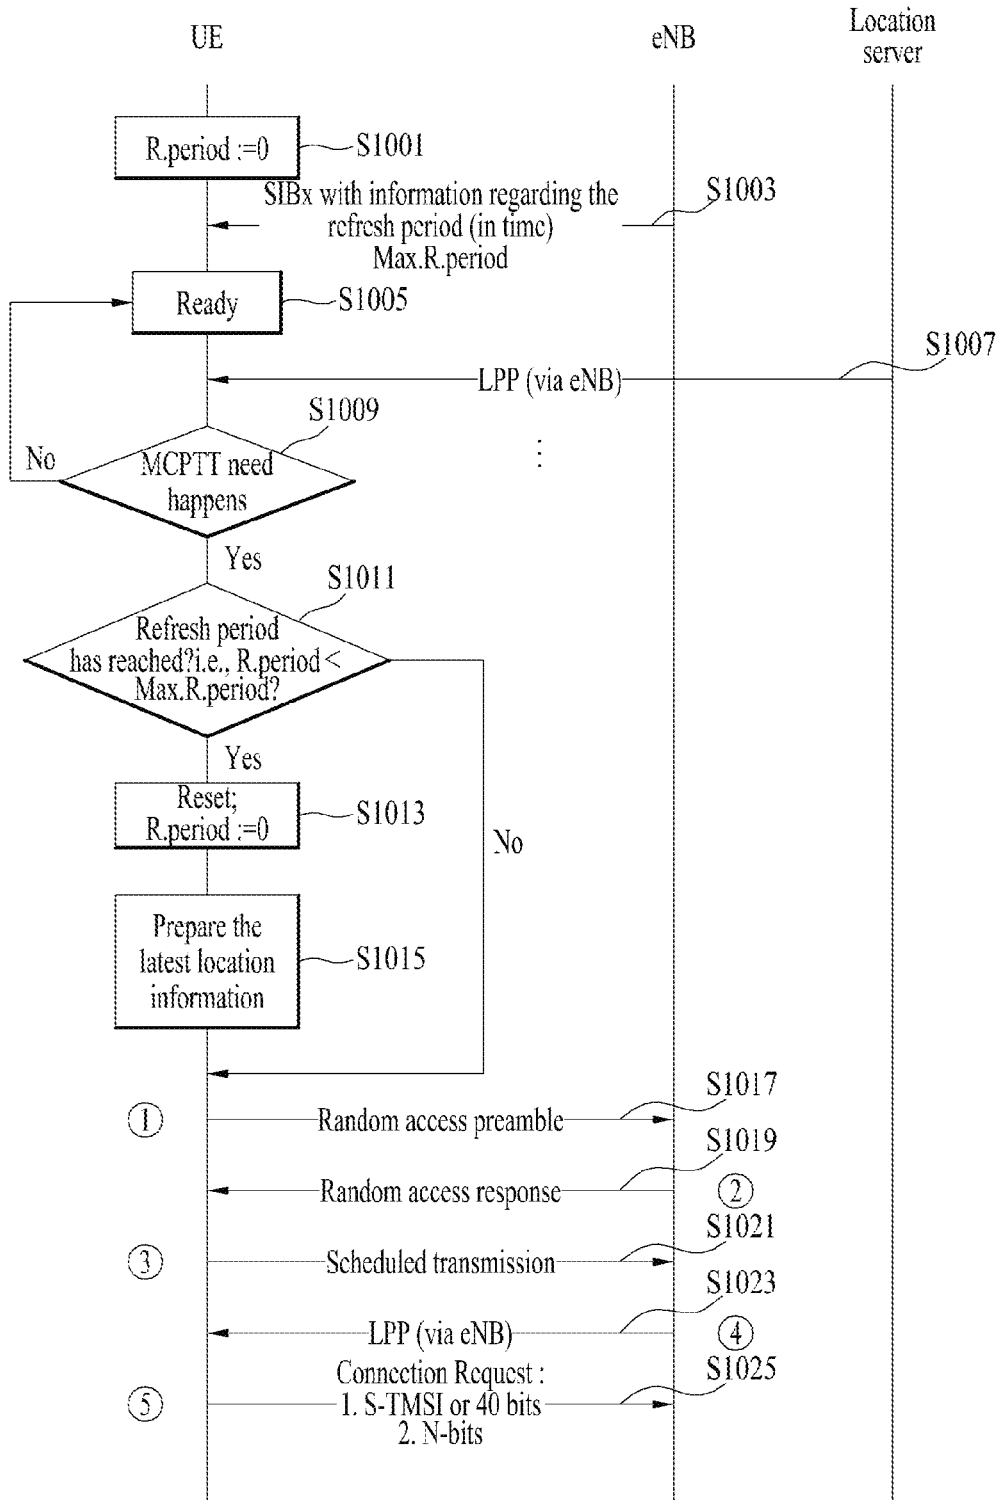 UE
eNB
Location
server
R.period :=0
S1001
SIBx with information regarding the
refresh period (in time)
Max.R.period
S1003
Ready
S1005
S1007
LPP (via eNB)
S1009
No
MCPTT need
happens
⋮
Yes
S1011
Refresh period
has reached?i.e., R.period <
Max.R.period?
Yes
Reset;
R.period :=0
S1013
No
Prepare the
latest location
information
S1015
S1017
① Random access preamble
S1019
Random access response ②
S1021
③ Scheduled transmission
S1023
LPP (via eNB) ④
Connection Request :
S1025
⑤ 1. S-TMSI or 40 bits
2. N-bits